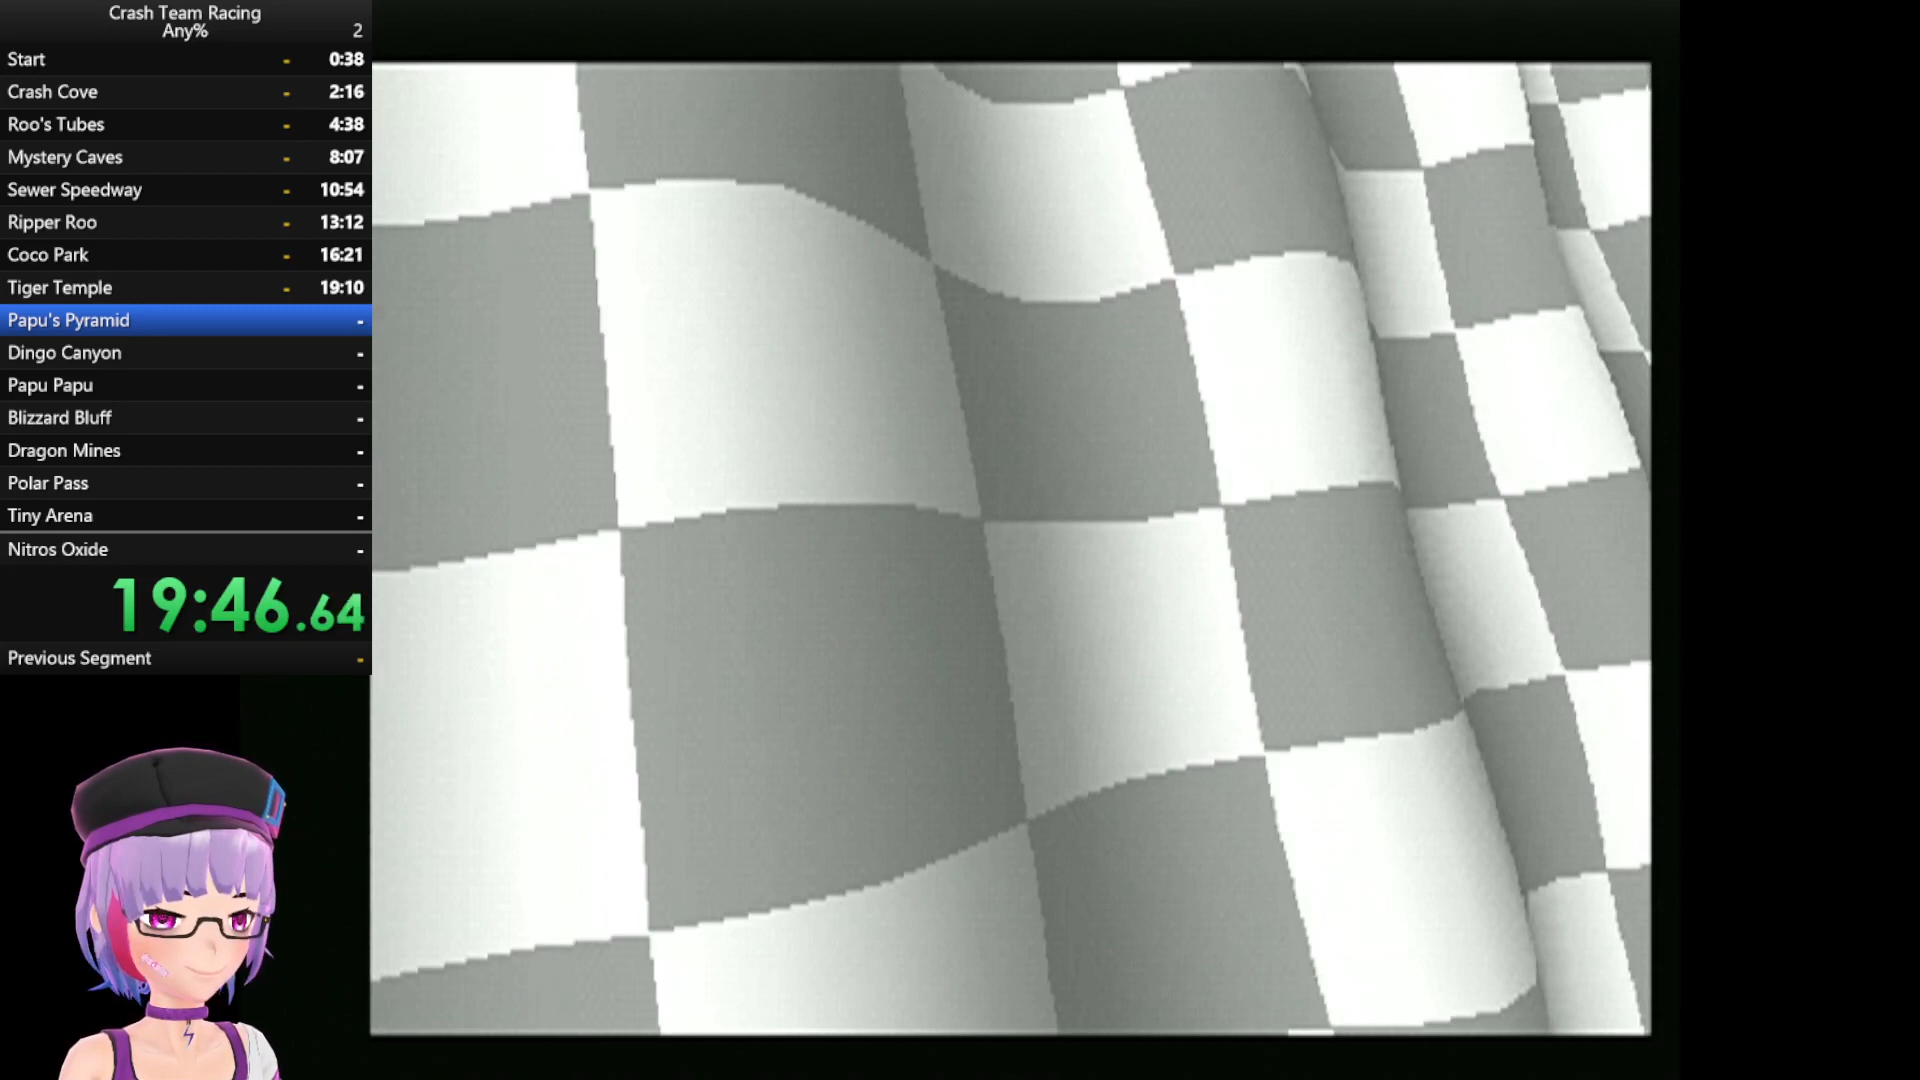 Crash Team Racing
Any% 2
Start - 0:38
Crash Cove - 2:16
Roo's Tubes - 4:38
Mystery Caves - 8:07
Sewer Speedway - 10:54
Ripper Roo - 13:12
Coco Park - 16:21
Tiger Temple - 19:10
Papu's Pyramid -
Dingo Canyon -
Papu Papu -
Blizzard Bluff -
Dragon Mines -
Polar Pass -
Tiny Arena -
Nitros Oxide -
19:46.64
Previous Segment -